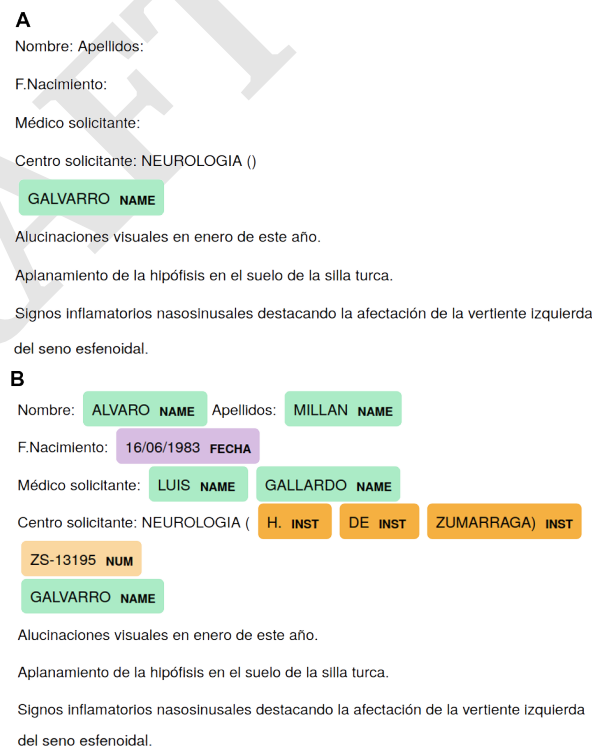 A
Nombre: Apellidos:
F.Nacimiento:
Médico solicitante:
Centro solicitante: NEUROLOGIA ()
GALVARRO NAME
Alucinaciones visuales en enero de este año.
Aplanamiento de la hipófisis en el suelo de la silla turca.
Signos inflamatorios nasosinusales destacando la afectación de la vertiente izquierda
del seno esfenoidal.
B
Nombre: ALVARO NAME Apellidos: MILLAN NAME
F.Nacimiento: 16/06/1983 FECHA
Médico solicitante: LUIS NAME GALLARDO NAME
Centro solicitante: NEUROLOGIA ( H. INST DE INST ZUMARRAGA) INST
ZS-13195 NUM
GALVARRO NAME
Alucinaciones visuales en enero de este año.
Aplanamiento de la hipófisis en el suelo de la silla turca.
Signos inflamatorios nasosinusales destacando la afectación de la vertiente izquierda
del seno esfenoidal.